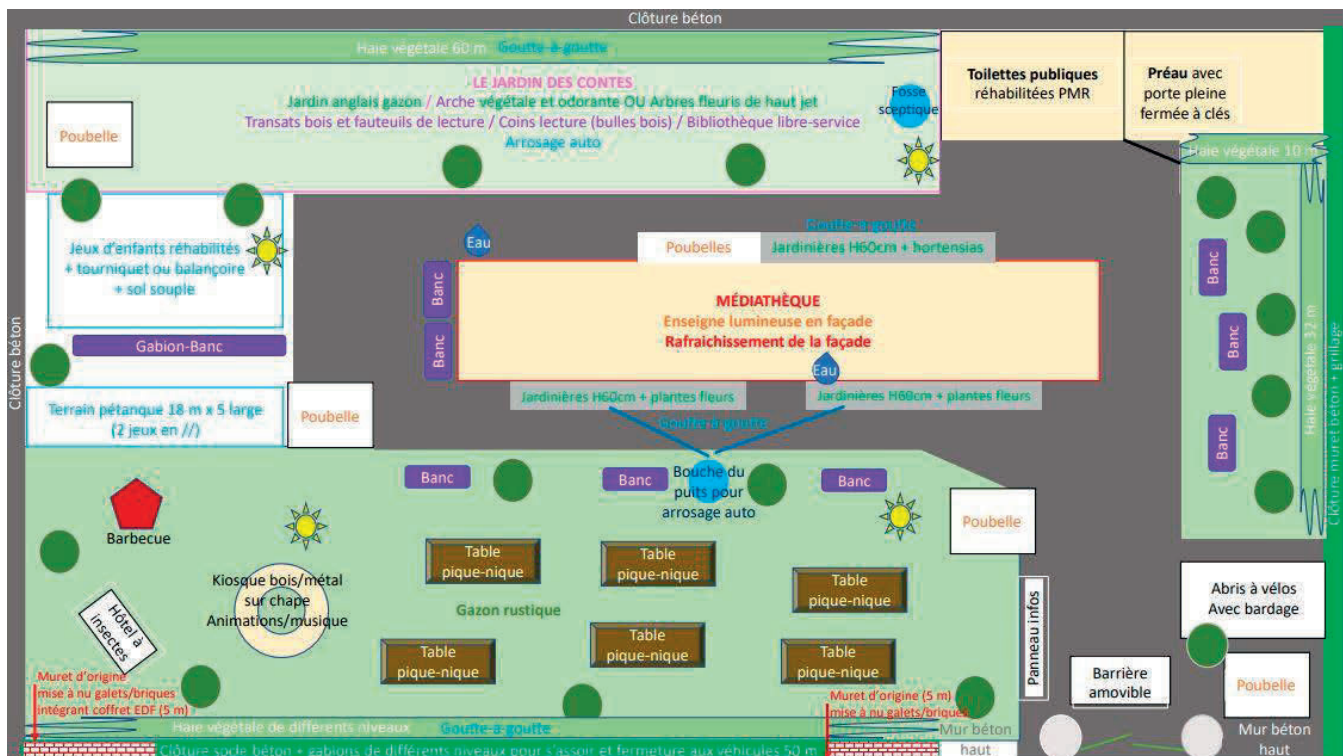 Clôture béton
Haie végétale 60 m Goutte-à-goutte
LE JARDIN DES CONTES
Jardin anglais gazon / Arche végétale et odorante OU Arbres fleuris de haut jet
Transats bois et fauteuils de lecture / Coins lecture (bulles bois) / Bibliothèque libre-service
Arrosage auto
Poubelle
Fosse
sceptique
Toilettes publiques
réhabilitées PMR
Préau avec
porte pleine
fermée à clés
Haie végétale 10 m
Clôture béton
Jeux d'enfants réhabilités
+ tourniquet ou balançoire
+ sol souple
Gabion-Banc
Terrain pétanque 18 m x 5 large
(2 jeux en //)
Poubelle
Eau
Goutte-à-goutte
Poubelles
Jardinières H60cm + hortensias
Banc
Banc
MÉDIATHÈQUE
Enseigne lumineuse en façade
Rafraichissement de la façade
Eau
Jardinières H60cm + plantes fleurs
Jardinières H60cm + plantes fleurs
Goutte-à-goutte
Banc
Banc
Banc
Haie végétale 32 m
Clôture muret béton + grillage
Banc
Banc
Bouche du
puits pour
arrosage auto
Banc
Poubelle
Barbecue
Kiosque bois/métal
sur chape
Animations/musique
Hôtel à
Insectes
Table
pique-nique
Table
pique-nique
Table
pique-nique
Gazon rustique
Table
pique-nique
Table
pique-nique
Table
pique-nique
Panneau infos
Abris à vélos
Avec bardage
Barrière
amovible
Poubelle
Muret d'origine
mise à nu galets/briques
intégrant coffret EDF (5 m)
Muret d'origine (5 m)
mise à nu galets/briques
Haie végétale de différents niveaux Goutte-à-goutte
Clôture socle béton + gabions de différents niveaux pour s'assoir et fermeture aux véhicules 50 m
Mur béton
haut
Mur béton
haut